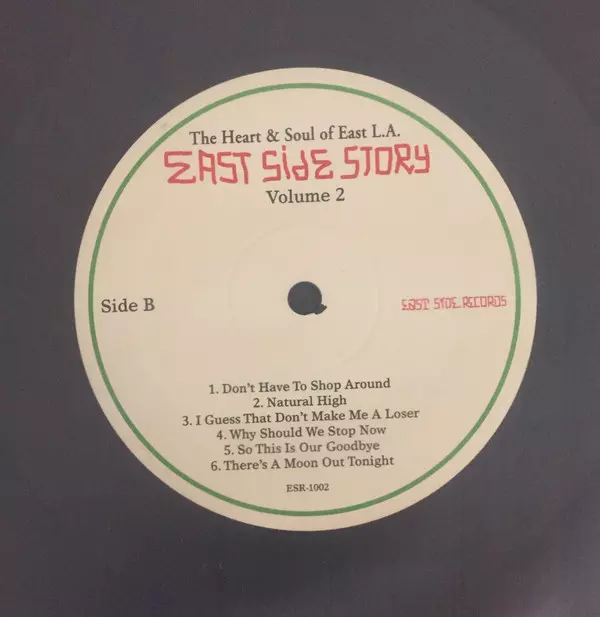 The Heart & Soul of East L.A.
EAST SidE STORY
Volume 2
Side B
EAST SIDE RECORDS
1. Don't Have To Shop Around
2. Natural High
3. I Guess That Don't Make Me A Loser
4. Why Should We Stop Now
5. So This Is Our Goodbye
6. There's A Moon Out Tonight
ESR-1002